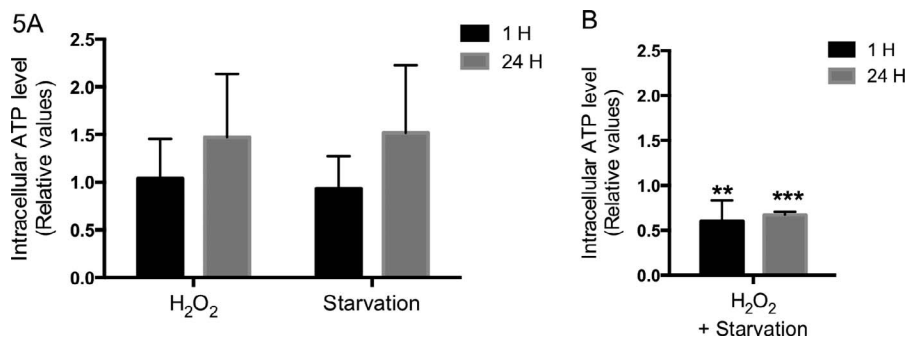 5A
Intracellular ATP level
(Relative values)
2.5
2.0
1.5
1.0
0.5
0.0
1 H
24 H
H₂O₂
Starvation
B
Intracellular ATP level
(Relative values)
2.5
2.0
1.5
1.0
0.5
0.0
1 H
24 H
**
***
H₂O₂
+ Starvation